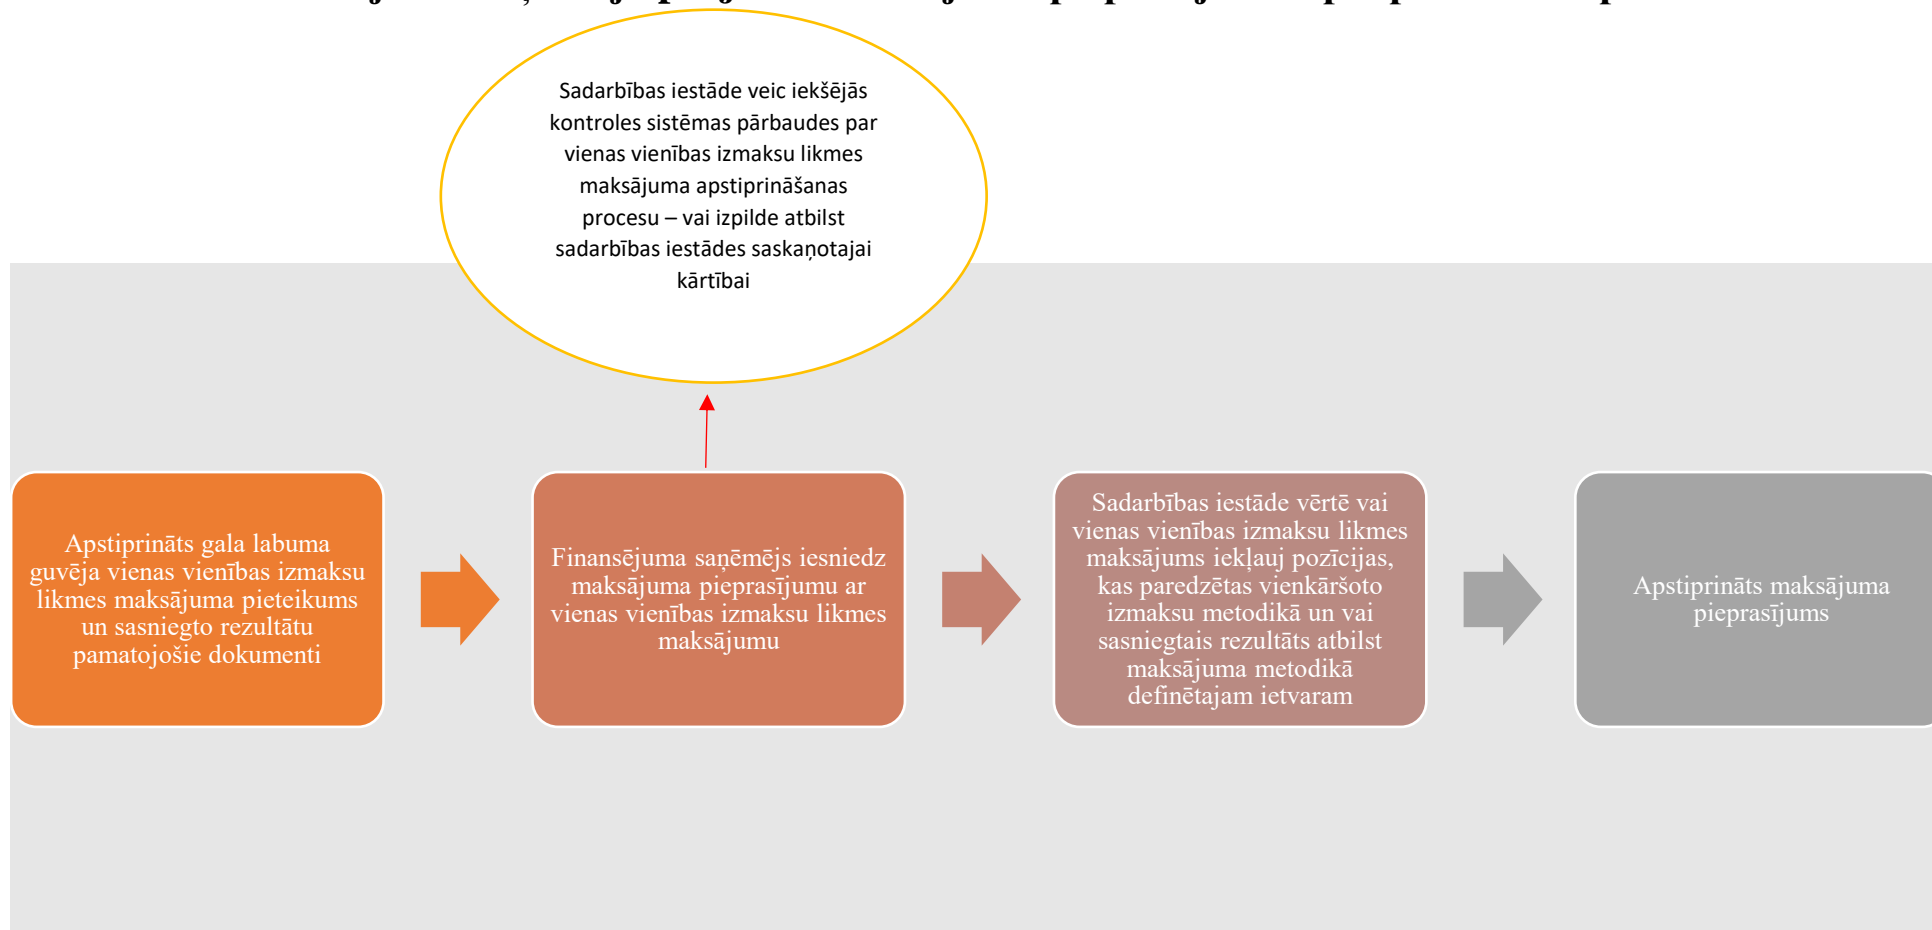 Sadarbības iestāde veic iekšējās
kontroles sistēmas pārbaudes par
vienas vienības izmaksu likmes
maksājuma apstiprināšanas
procesu – vai izpilde atbilst
sadarbības iestādes saskaņotajai
kārtībai
Apstiprināts gala labuma
guvēja vienas vienības izmaksu
likmes maksājuma pieteikums
un sasniegto rezultātu
pamatojošie dokumenti
Finansējuma saņēmējs iesniedz
maksājuma pieprasījumu ar
vienas vienības izmaksu likmes
maksājumu
Sadarbības iestāde vērtē vai
vienas vienības izmaksu likmes
maksājums iekļauj pozīcijas,
kas paredzētas vienkāršoto
izmaksu metodikā un vai
sasniegtais rezultāts atbilst
maksājuma metodikā
definētajam ietvaram
Apstiprināts maksājuma
pieprasījums